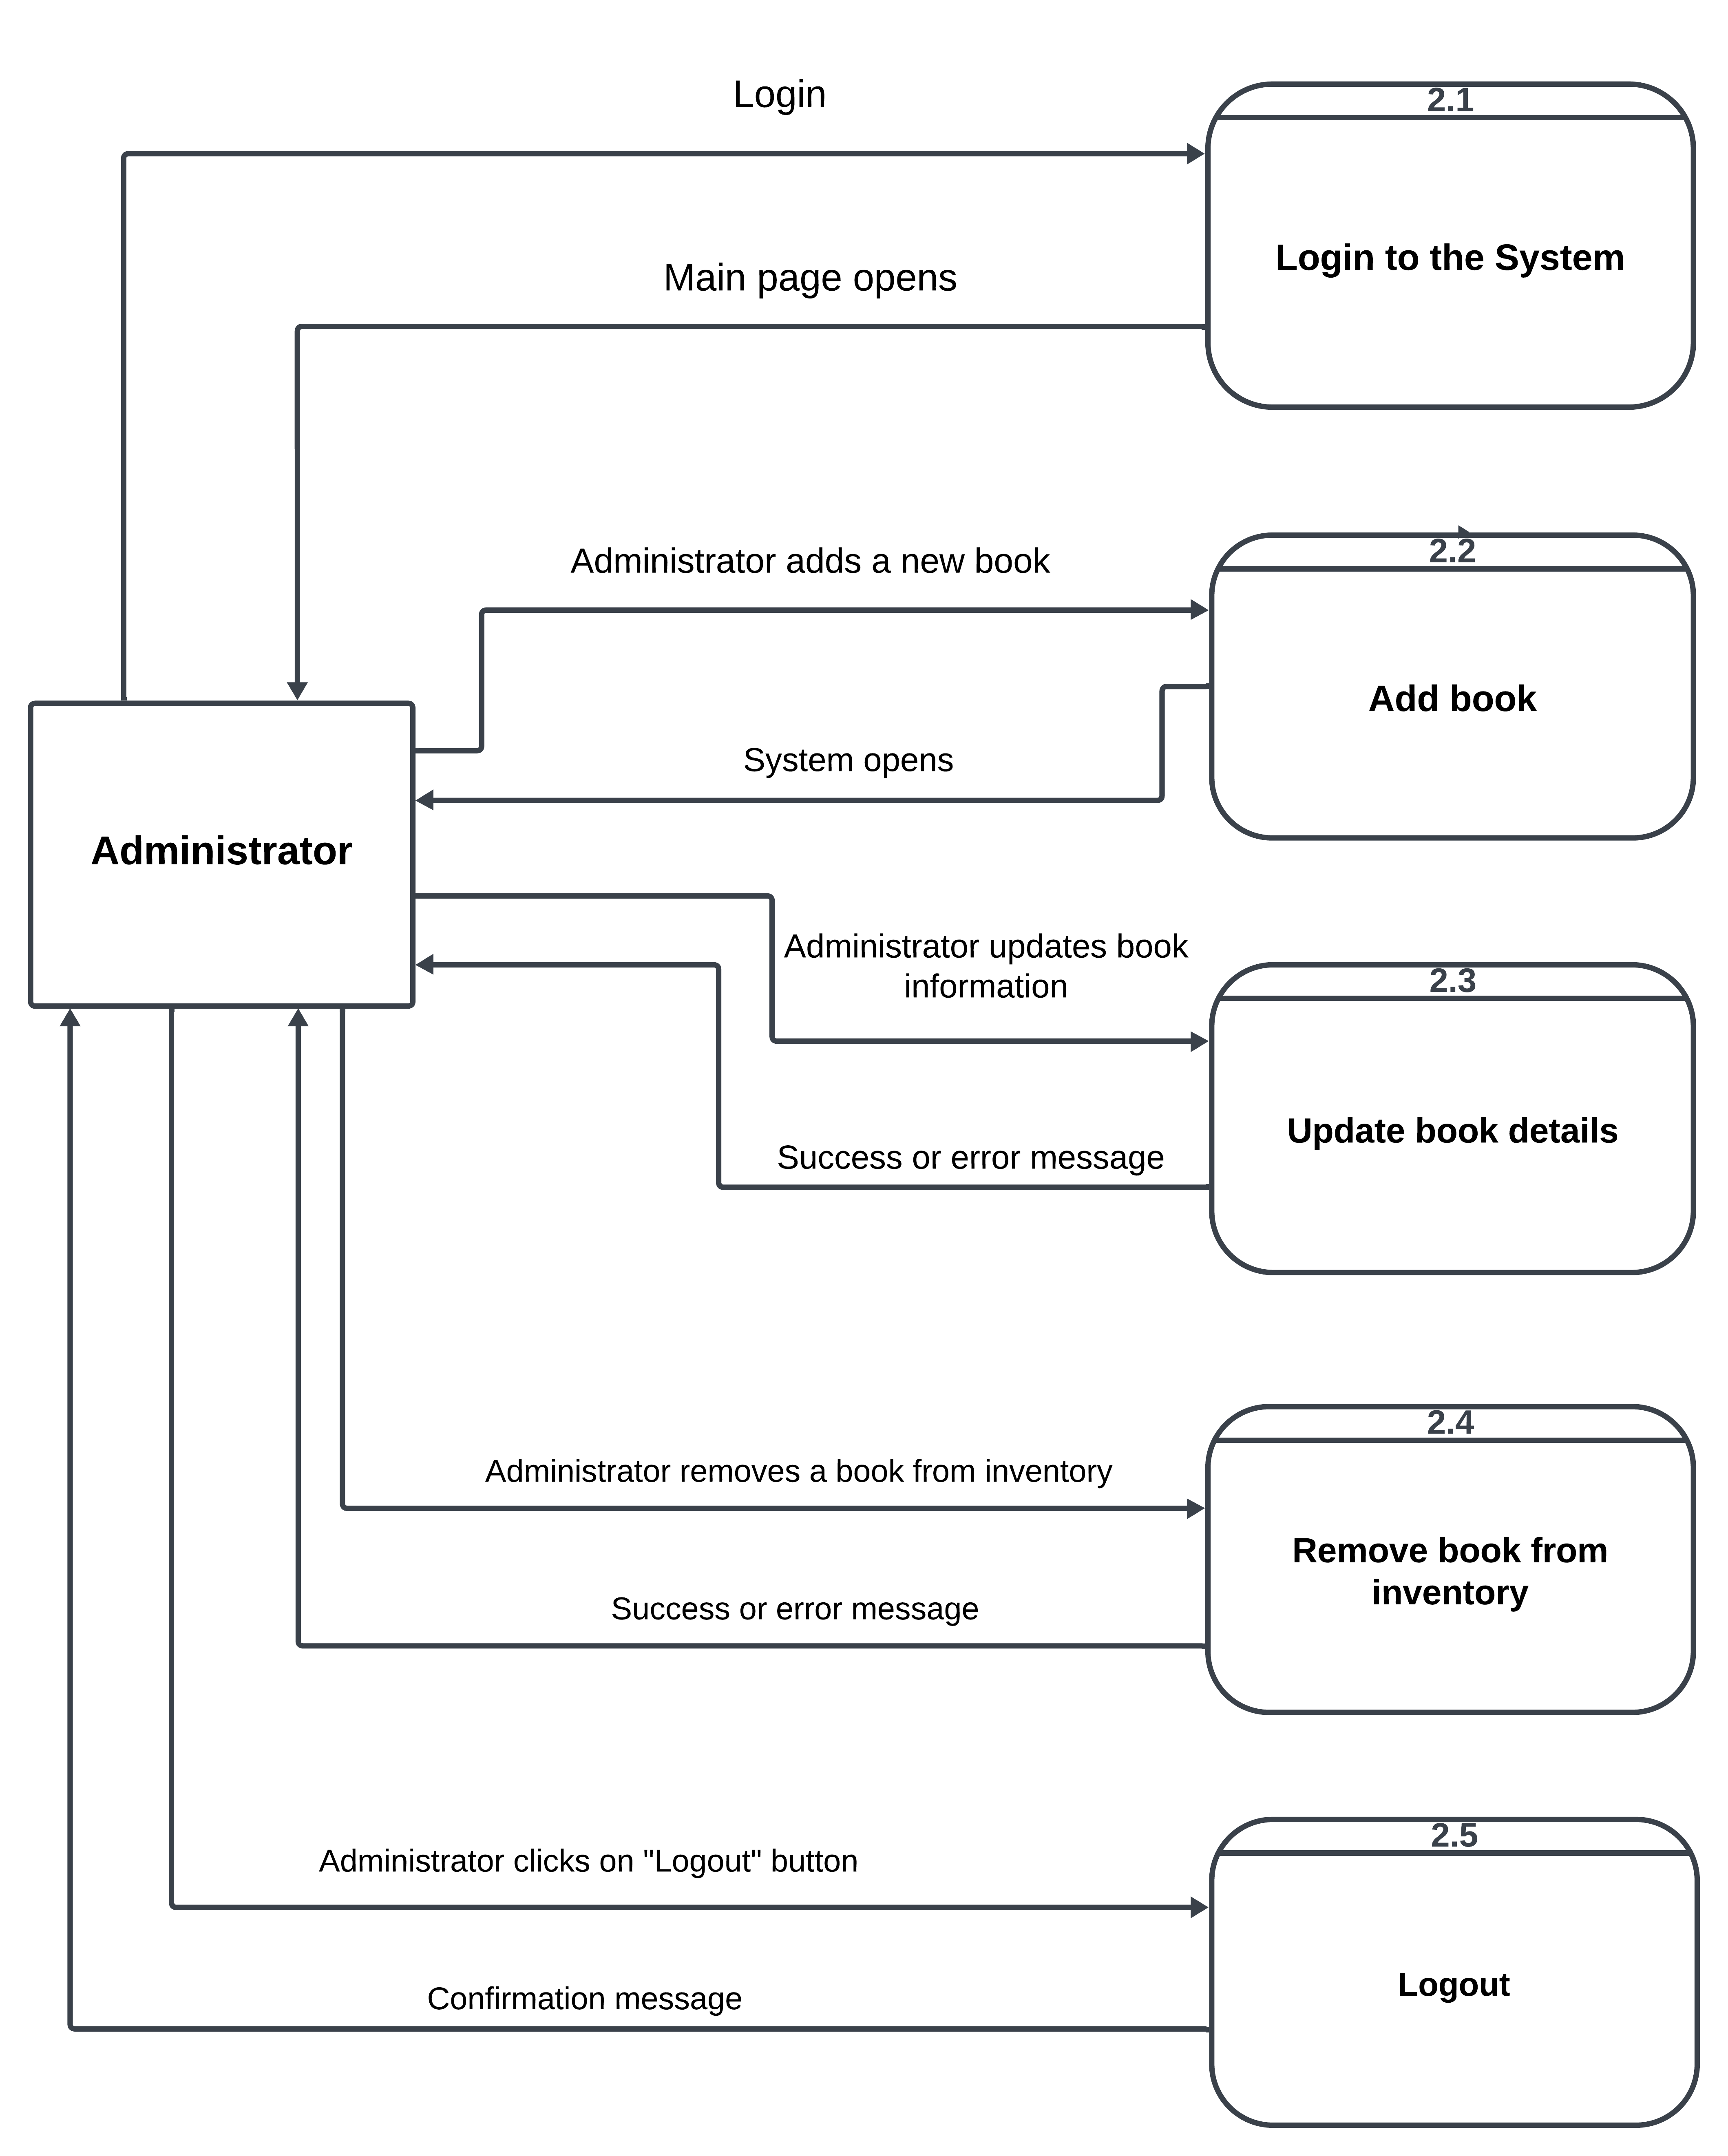 Login
2.1
Login to the System
Main page opens
Administrator adds a new book
2.2
Add book
System opens
Administrator
Administrator updates book
information
2.3
Update book details
Success or error message
2.4
Administrator removes a book from inventory
Remove book from
inventory
Success or error message
2.5
Administrator clicks on "Logout" button
Logout
Confirmation message